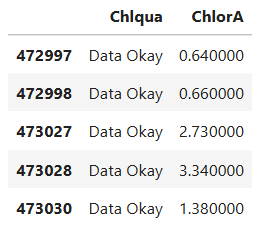 Chlqua ChlorA
472997 Data Okay 0.640000
472998 Data Okay 0.660000
473027 Data Okay 2.730000
473028 Data Okay 3.340000
473030 Data Okay 1.380000